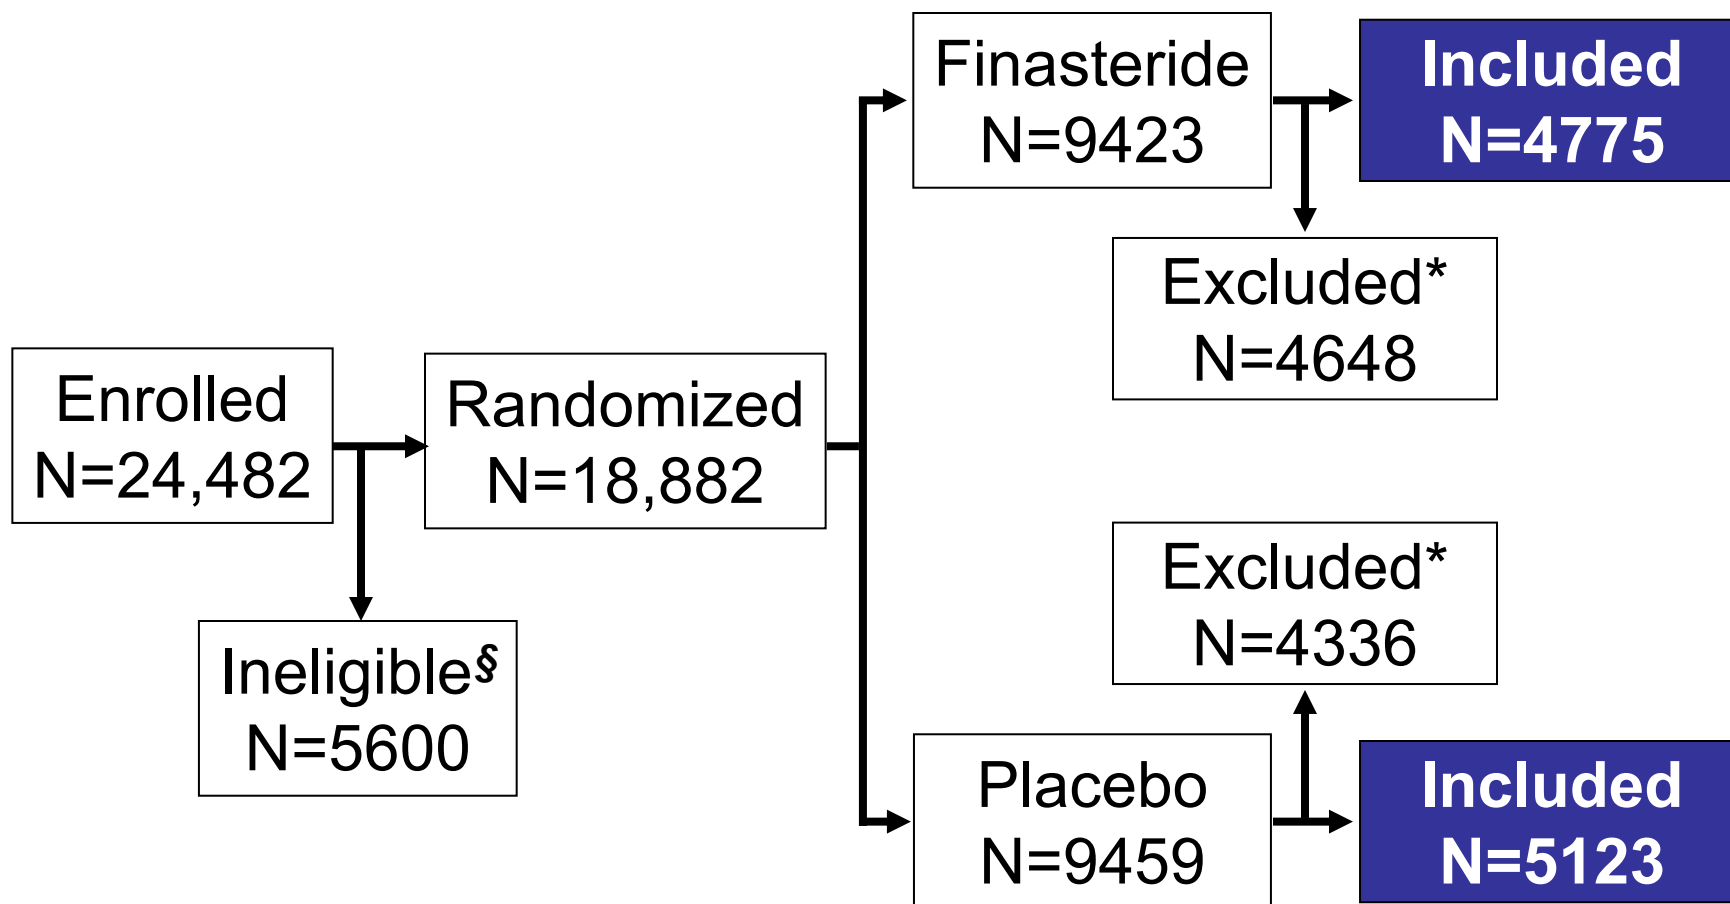 Enrolled
N=24,482
Ineligible§
N=5600
Randomized
N=18,882
Finasteride
N=9423
Included
N=4775
Excluded*
N=4648
Excluded*
N=4336
Placebo
N=9459
Included
N=5123